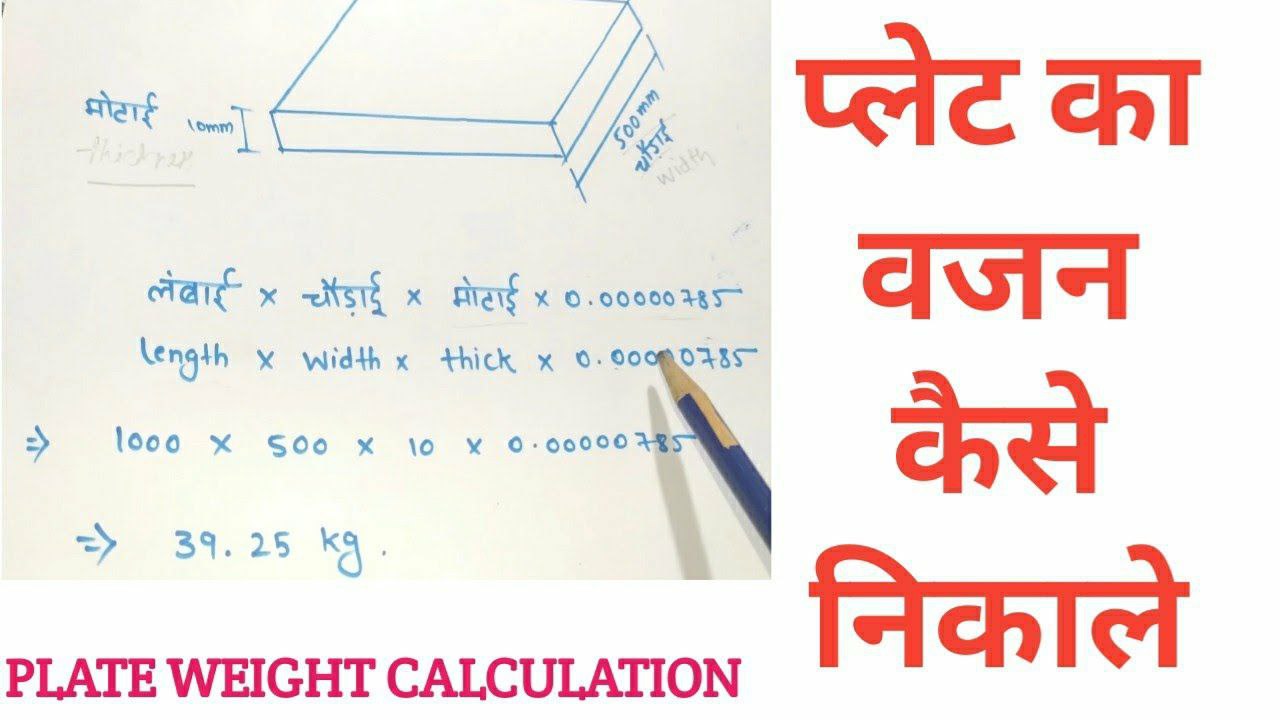 मोटाई 10mm
thickness
500mm
चौड़ाई
width
लंबाई × चौड़ाई × मोटाई × 0.00000785
length × width × thick × 0.00000785
⇒ 1000 × 500 × 10 × 0.00000785
⇒ 39.25 kg.
PLATE WEIGHT CALCULATION
प्लेट का
वजन
कैसे
निकाले